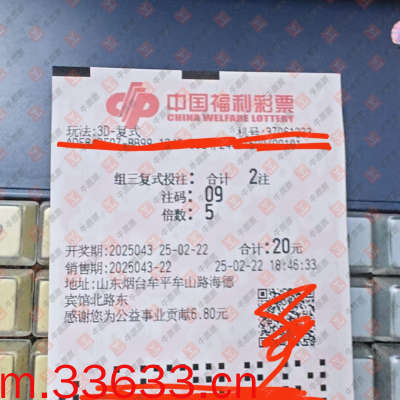 中国福利彩票
CHINA WELFARE LOTTERY
玩法:3D-复式
组三复式投注: 合计 2注
注码: 09
倍数: 5
开奖期:2025043 25-02-22 合计:20元
销售期:2025043-22 25-02-22 18:46:33
地址:山东烟台牟平车山路海德
宾馆北路东
感谢您为公益事业贡献6.80元
m.33633.cn